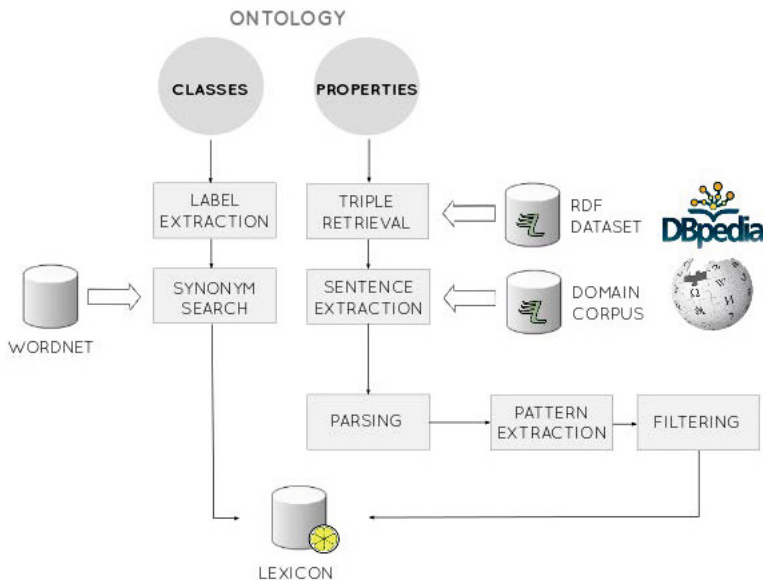 ONTOLOGY
CLASSES
PROPERTIES
LABEL
EXTRACTION
TRIPLE
RETRIEVAL
RDF
DATASET
DBpedia
SYNONYM
SEARCH
SENTENCE
EXTRACTION
DOMAIN
CORPUS
Ω W
И
WORDNET
PARSING
PATTERN
EXTRACTION
FILTERING
LEXICON